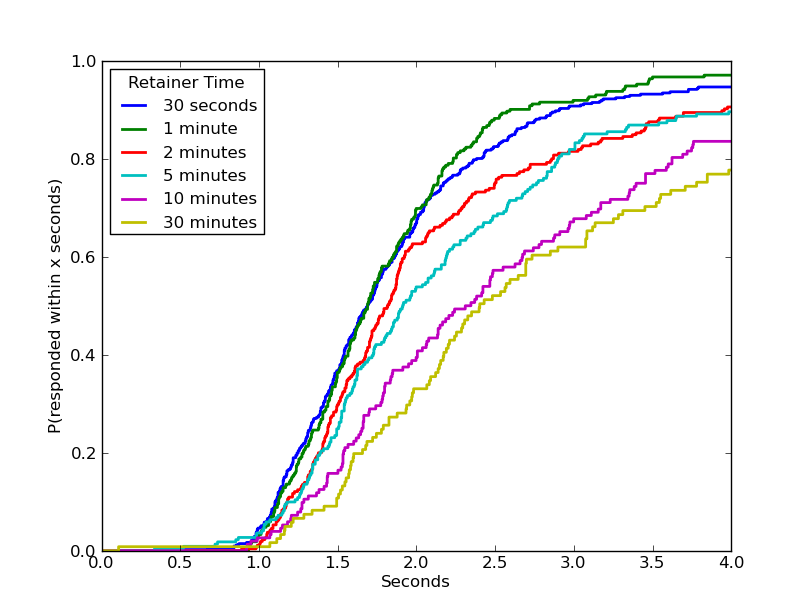 1.0
0.8
0.6
0.4
0.2
0.0
P(responded within x seconds)
Retainer Time
30 seconds
1 minute
2 minutes
5 minutes
10 minutes
30 minutes
0.0 0.5 1.0 1.5 2.0 2.5 3.0 3.5 4.0
Seconds